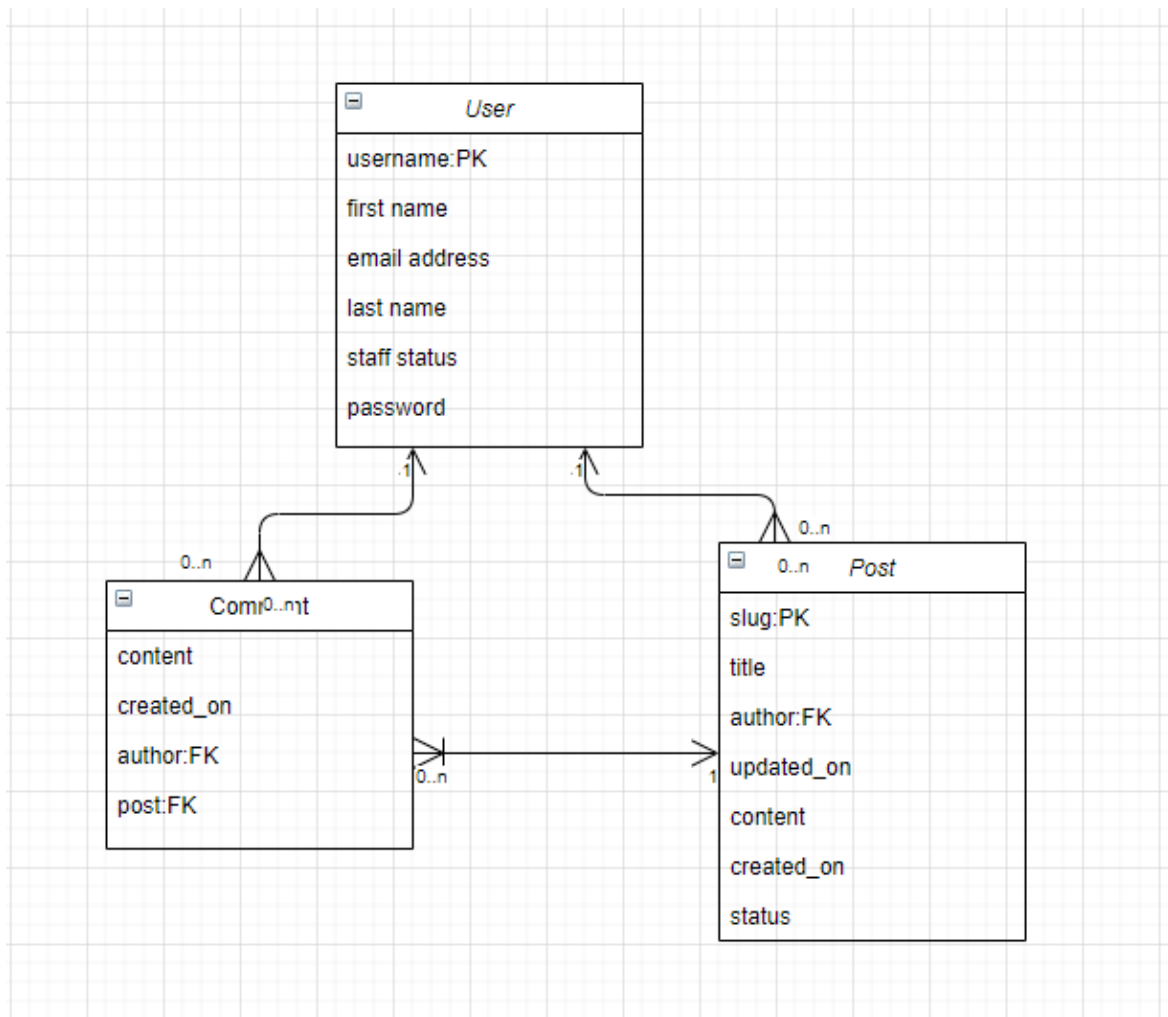 User
username:PK
first name
email address
last name
staff status
password
1
1
0..n
0..n
0..n
Comment
content
created_on
author:FK
post:FK
0..n
1
0..n
Post
slug:PK
title
author:FK
updated_on
content
created_on
status